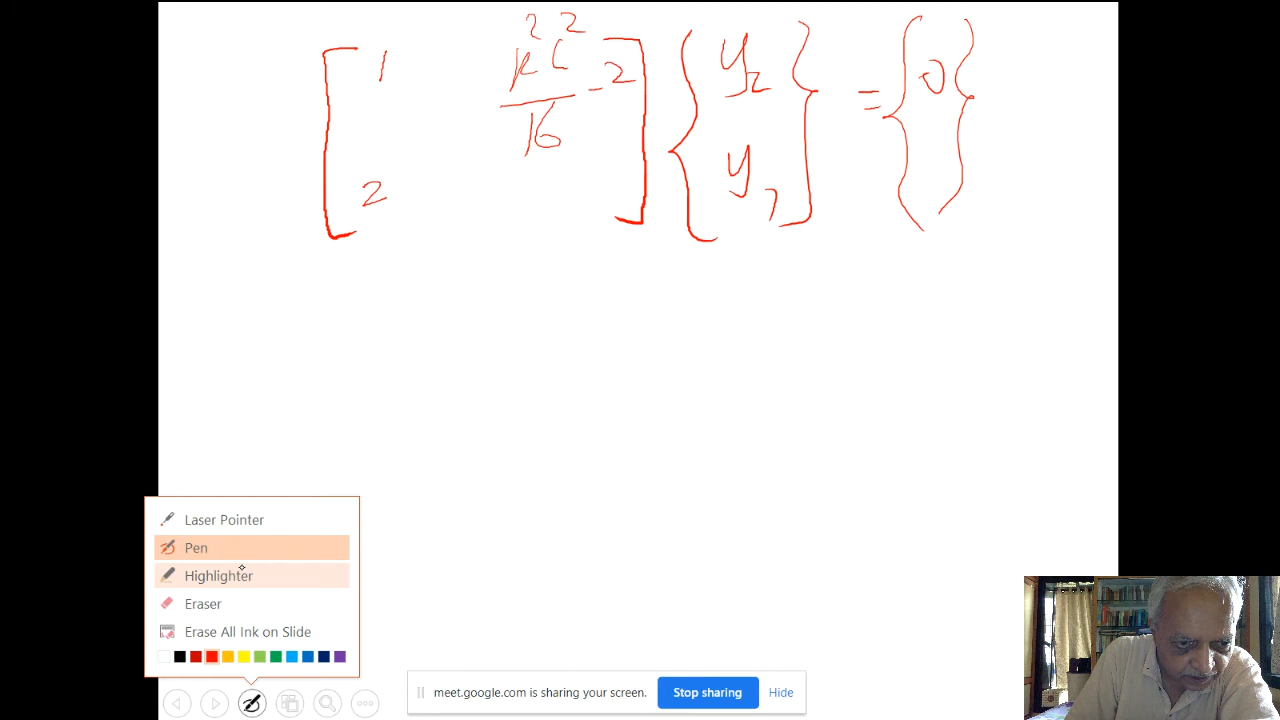 1 k²L²/16 - 2 y₂ = 0
2 y₁
Laser Pointer
Pen
Highlighter
Eraser
Erase All Ink on Slide
meet.google.com is sharing your screen. Stop sharing Hide